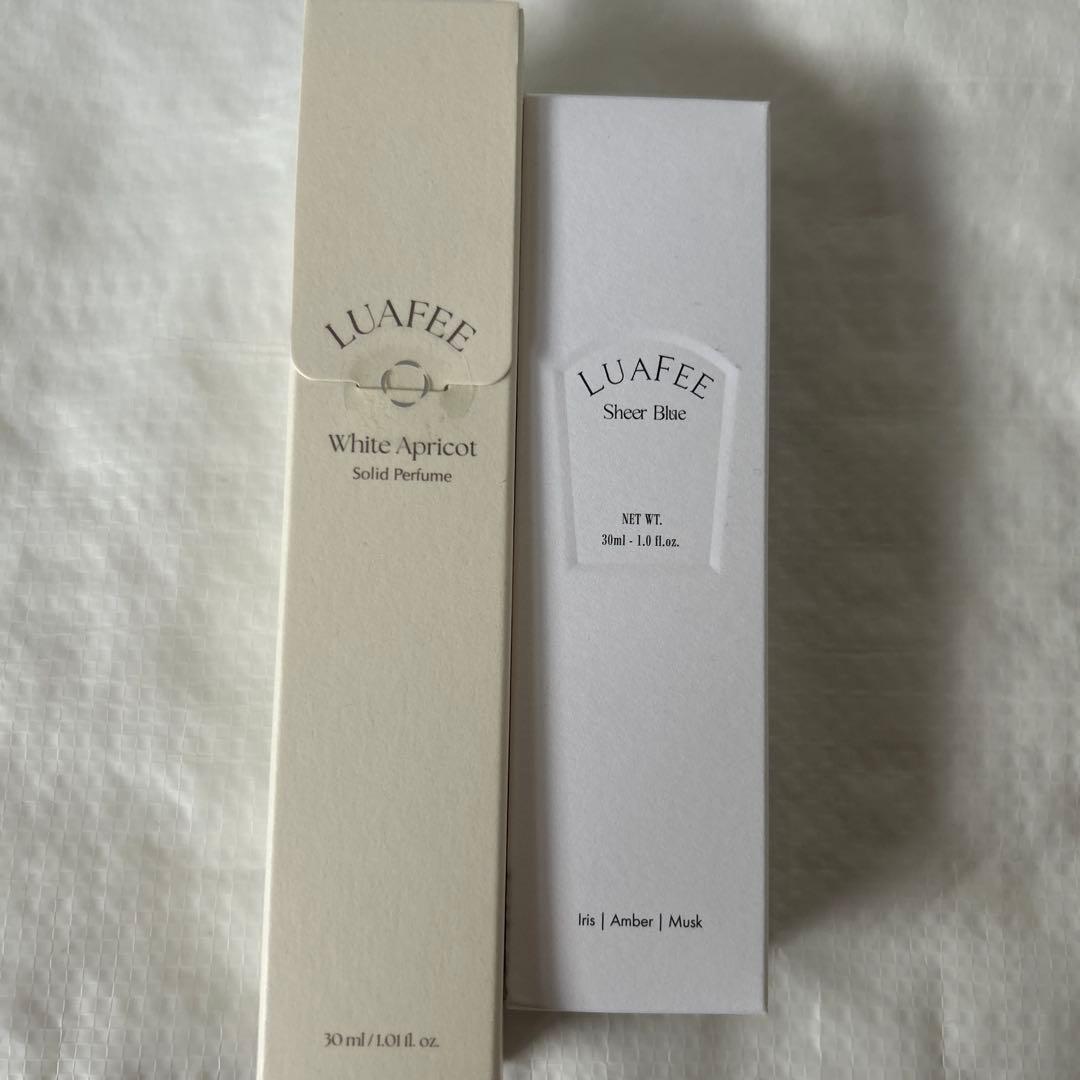 LUAFEE
White Apricot
Solid Perfume
30 ml / 1.01 fl. oz.
LUAFEE
Sheer Blue
NET WT.
30ml - 1.0 fl.oz.
Iris | Amber | Musk